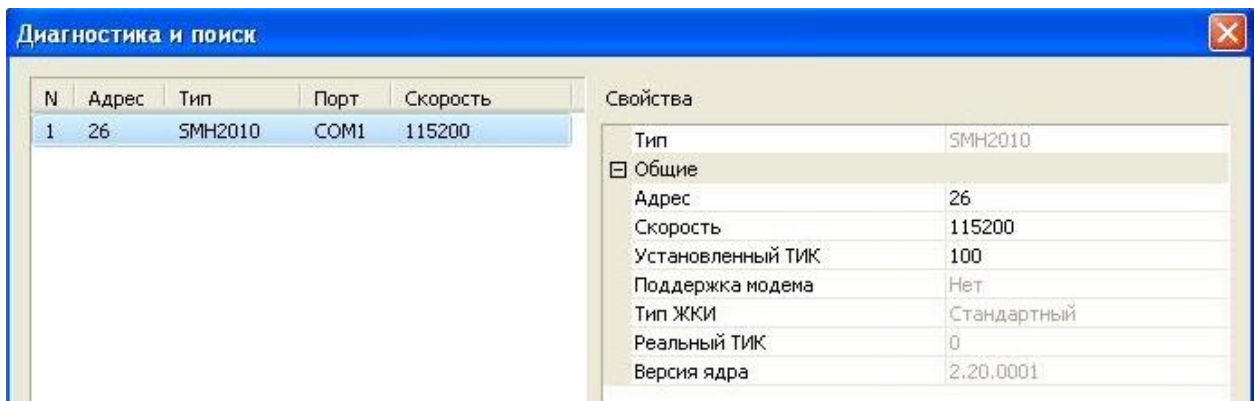 Диагностика и поиск
N Адрес Тип Порт Скорость
1 26 SMH2010 COM1 115200
Свойства
Тип SMH2010
Общие
Адрес 26
Скорость 115200
Установленный ТИК 100
Поддержка модема Нет
Тип ЖКИ Стандартный
Реальный ТИК 0
Версия ядра 2.20.0001